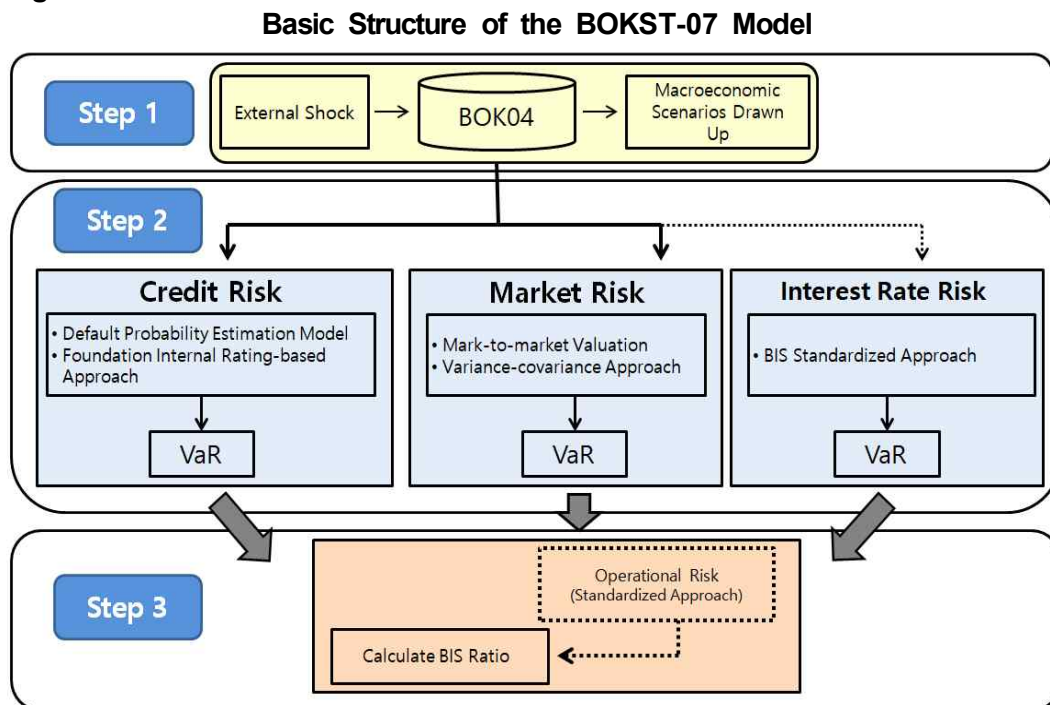 Basic Structure of the BOKST-07 Model
Step 1
External Shock
BOK04
Macroeconomic
Scenarios Drawn
Up
Step 2
Credit Risk
• Default Probability Estimation Model
• Foundation Internal Rating-based
Approach
VaR
Market Risk
• Mark-to-market Valuation
• Variance-covariance Approach
VaR
Interest Rate Risk
• BIS Standardized Approach
VaR
Step 3
Operational Risk
(Standardized Approach)
Calculate BIS Ratio